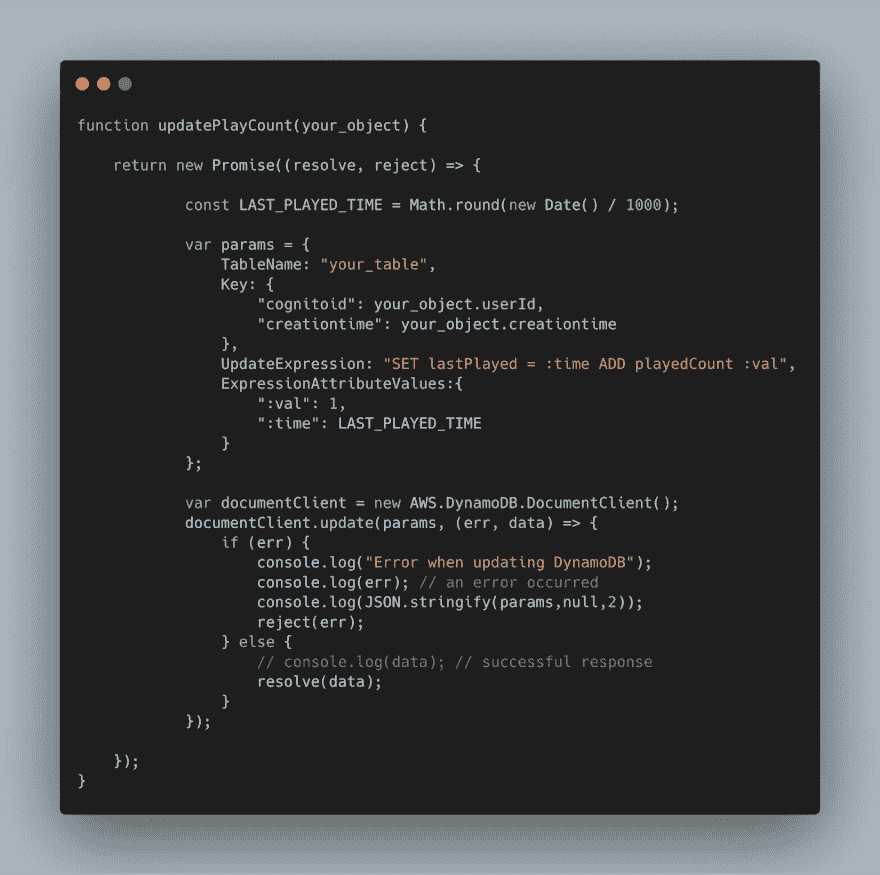 function updatePlayCount(your_object) {
return new Promise((resolve, reject) => {
const LAST_PLAYED_TIME = Math.round(new Date() / 1000);
var params = {
TableName: "your_table",
Key: {
"cognitoid": your_object.userId,
"creationtime": your_object.creationtime
},
UpdateExpression: "SET lastPlayed = :time ADD playedCount :val",
ExpressionAttributeValues:{
":val": 1,
":time": LAST_PLAYED_TIME
}
};
var documentClient = new AWS.DynamoDB.DocumentClient();
documentClient.update(params, (err, data) => {
if (err) {
console.log("Error when updating DynamoDB");
console.log(err); // an error occurred
console.log(JSON.stringify(params,null,2));
reject(err);
} else {
// console.log(data); // successful response
resolve(data);
}
});
});
}